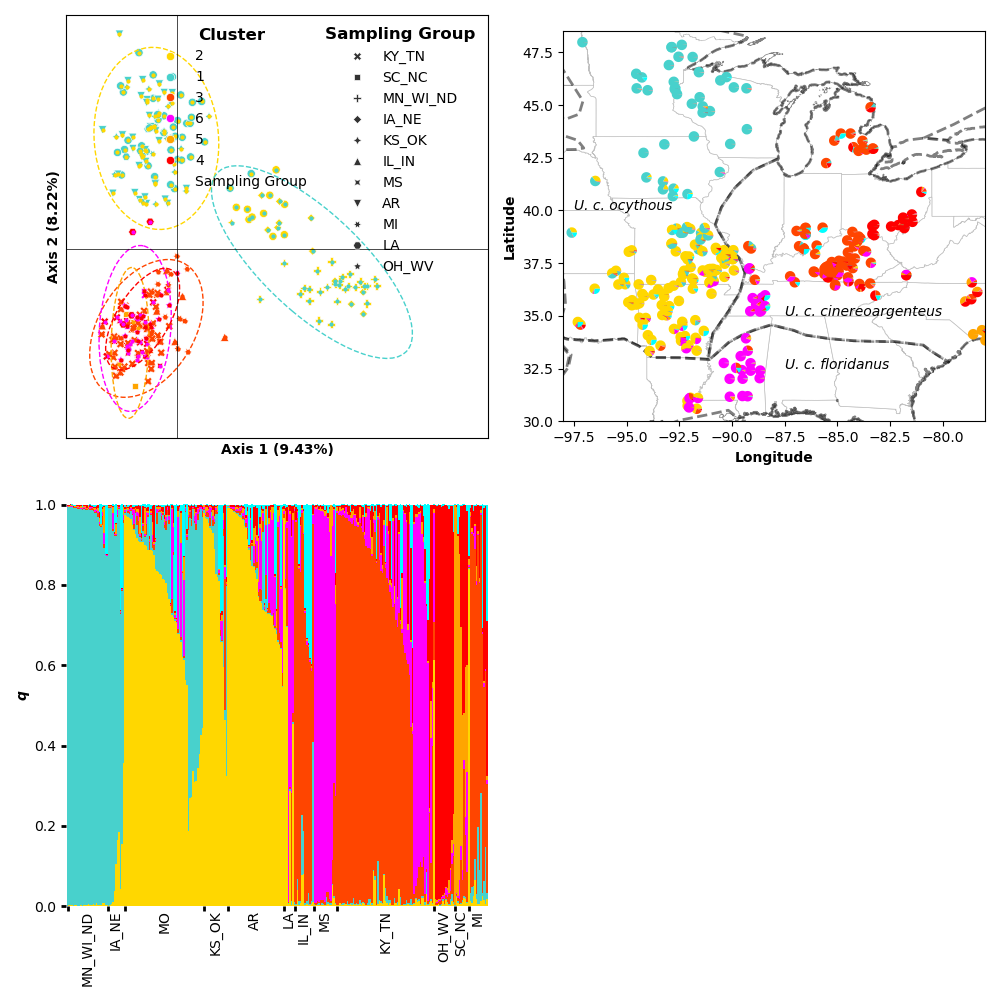 Cluster
2
1
3
6
5
4
Sampling Group
Sampling Group
KY_TN
SC_NC
MN_WI_ND
IA_NE
KS_OK
IL_IN
MS
AR
MI
LA
OH_WV
Axis 2 (8.22%)
Axis 1 (9.43%)
47.5
45.0
42.5
40.0
37.5
35.0
32.5
30.0
Latitude
U. c. ocythous
U. c. cinereoargenteus
U. c. floridanus
−97.5 −95.0 −92.5 −90.0 −87.5 −85.0 −82.5 −80.0
Longitude
1.0
0.8
0.6
0.4
0.2
0.0
q
MN_WI_ND
IA_NE
MO
KS_OK
AR
LA
IL_IN
MS
KY_TN
OH_WV
SC_NC
MI